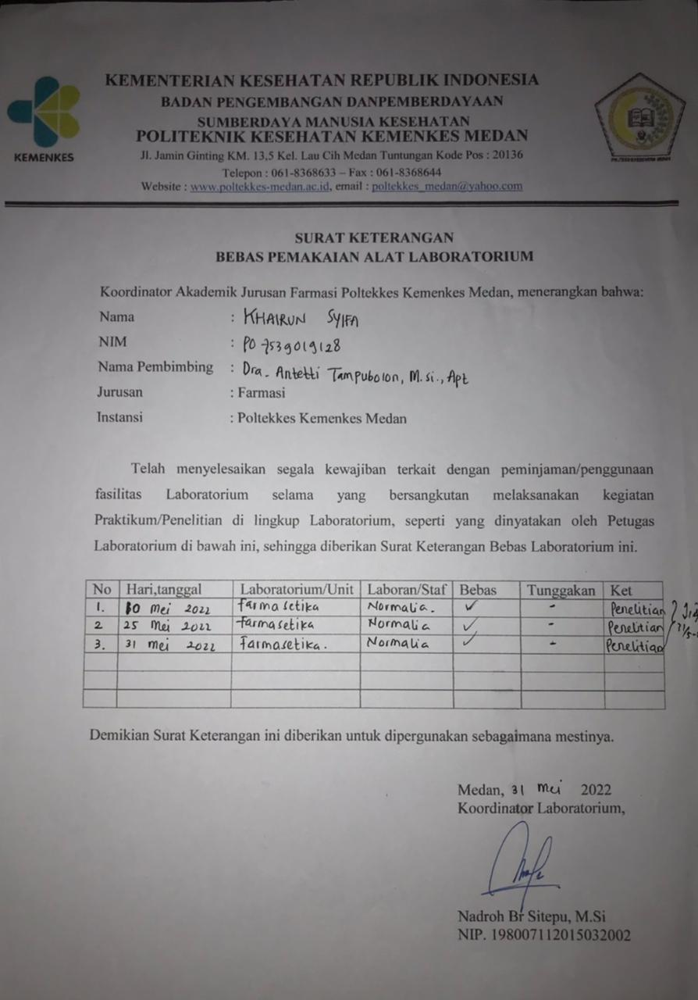 KEMENTERIAN KESEHATAN REPUBLIK INDONESIA
BADAN PENGEMBANGAN DANPEMBERDAYAAN
SUMBERDAYA MANUSIA KESEHATAN
POLITEKNIK KESEHATAN KEMENKES MEDAN
KEMENKES
Jl. Jamin Ginting KM. 13,5 Kel. Lau Cih Medan Tuntungan Kode Pos : 20136
Telepon : 061-8368633 – Fax : 061-8368644
Website : www.poltekkes-medan.ac.id, email : poltekkes_medan@yahoo.com
SURAT KETERANGAN
BEBAS PEMAKAIAN ALAT LABORATORIUM
Koordinator Akademik Jurusan Farmasi Poltekkes Kemenkes Medan, menerangkan bahwa:
Nama : KHAIRUN SYIFA
NIM : PO 7539019128
Nama Pembimbing : Dra. Antetti Tampubolon, M.si., Apt
Jurusan : Farmasi
Instansi : Poltekkes Kemenkes Medan
Telah menyelesaikan segala kewajiban terkait dengan peminjaman/penggunaan
fasilitas Laboratorium selama yang bersangkutan melaksanakan kegiatan
Praktikum/Penelitian di lingkup Laboratorium, seperti yang dinyatakan oleh Petugas
Laboratorium di bawah ini, sehingga diberikan Surat Keterangan Bebas Laboratorium ini.
No Hari,tanggal Laboratorium/Unit Laboran/Staf Bebas Tunggakan Ket
1. Mei 2022 Farmasetika Normalia. ✓ - Penelitian
2 25 Mei 2022 Farmasetika Normalia ✓ - Penelitian
3. 31 Mei 2022 Farmasetika. Normalia ✓ - Penelitian
Demikian Surat Keterangan ini diberikan untuk dipergunakan sebagaimana mestinya.
Medan, 31 Mei 2022
Koordinator Laboratorium,
Nadroh Br Sitepu, M.Si
NIP. 198007112015032002